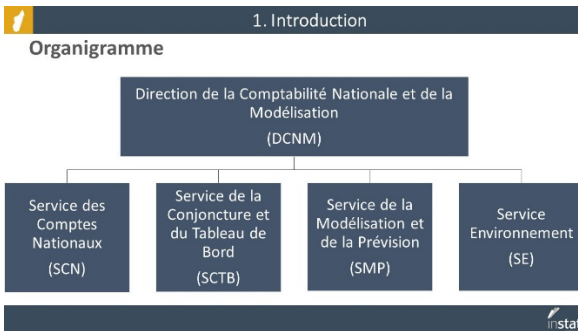 1. Introduction
Organigramme
Direction de la Comptabilité Nationale et de la
Modélisation
(DCNM)
Service des
Comptes
Nationaux
(SCN)
Service de la
Conjoncture et
du Tableau de
Bord
(SCTB)
Service de la
Modélisation et
de la Prévision
(SMP)
Service
Environnement
(SE)
instat